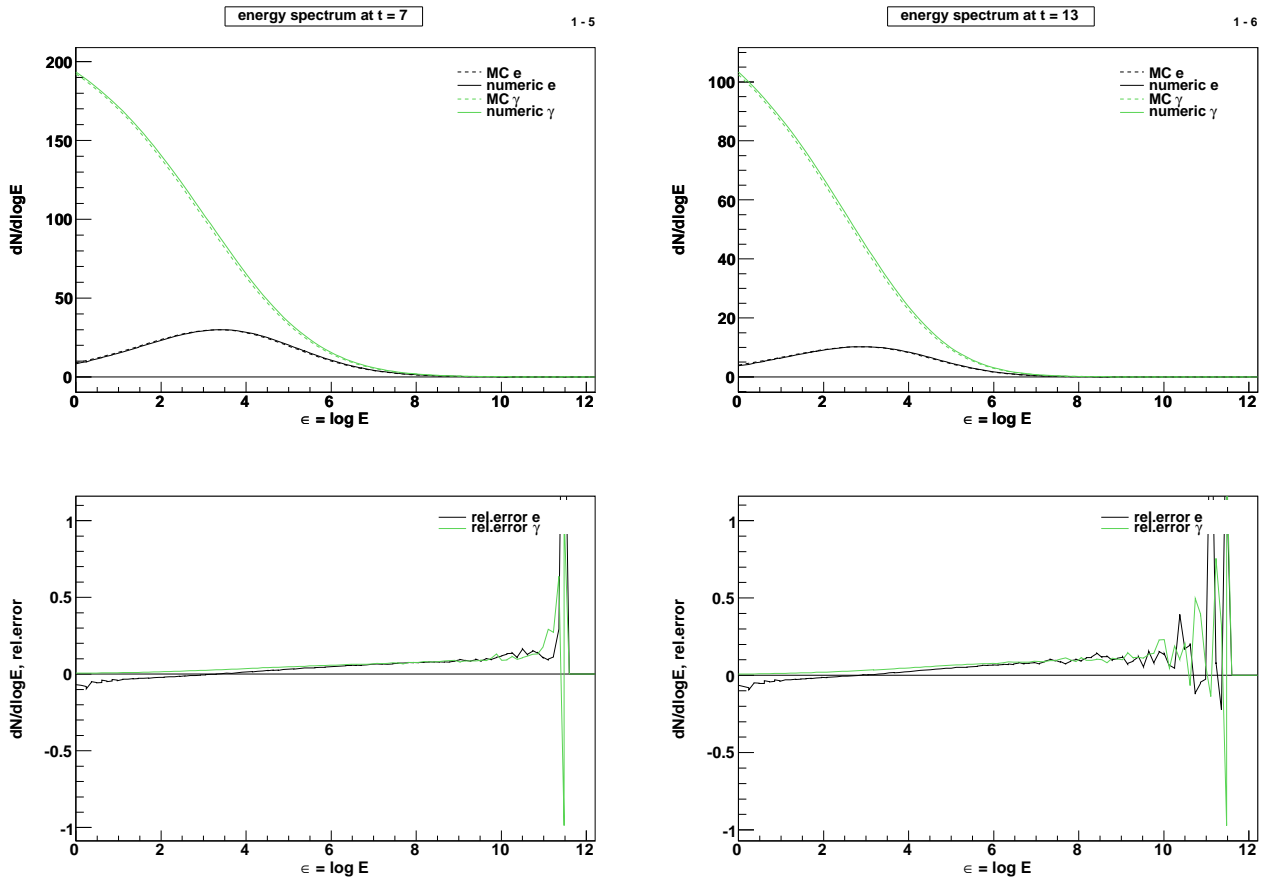 energy spectrum at t = 7
1 - 5
200
150
100
50
0
dN/dlogE
MC e
numeric e
MC γ
numeric γ
0 2 4 6 8 10 12
ϵ = log E
energy spectrum at t = 13
1 - 6
100
80
60
40
20
0
dN/dlogE
MC e
numeric e
MC γ
numeric γ
0 2 4 6 8 10 12
ϵ = log E
1
0.5
0
-0.5
-1
dN/dlogE, rel.error
rel.error e
rel.error γ
0 2 4 6 8 10 12
ϵ = log E
1
0.5
0
-0.5
-1
dN/dlogE, rel.error
rel.error e
rel.error γ
0 2 4 6 8 10 12
ϵ = log E